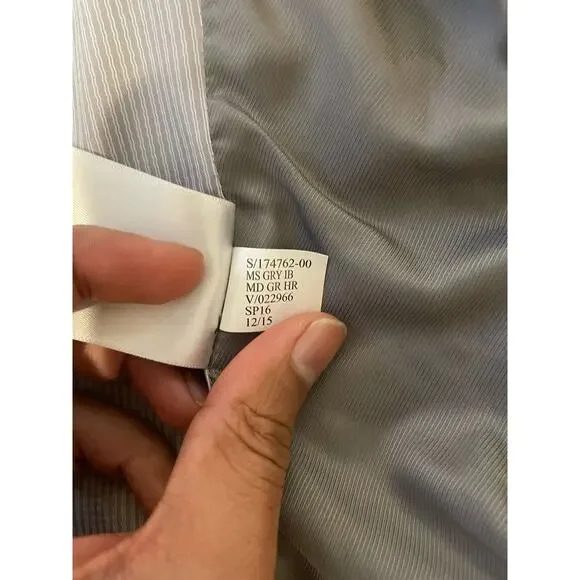 S/174762-00
MS GRY IB
MD GR HR
V/022966
SP16
12/15